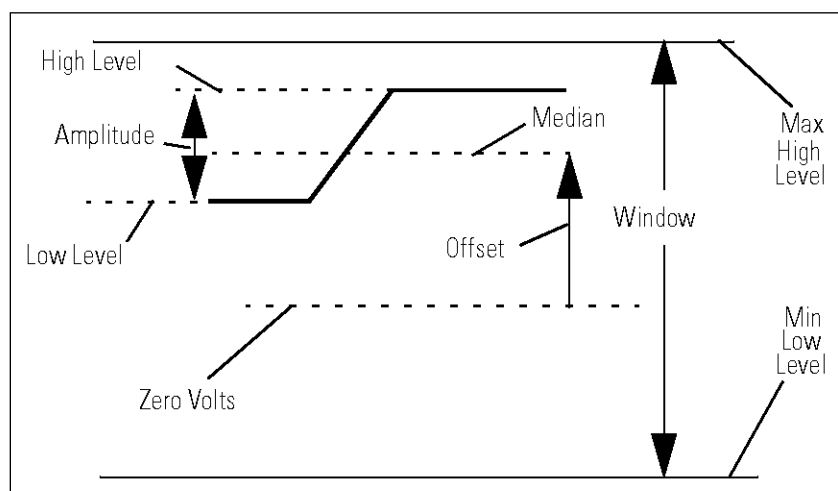 High Level
Amplitude
Median
Max
High
Level
Window
Low Level
Offset
Min
Low
Level
Zero Volts